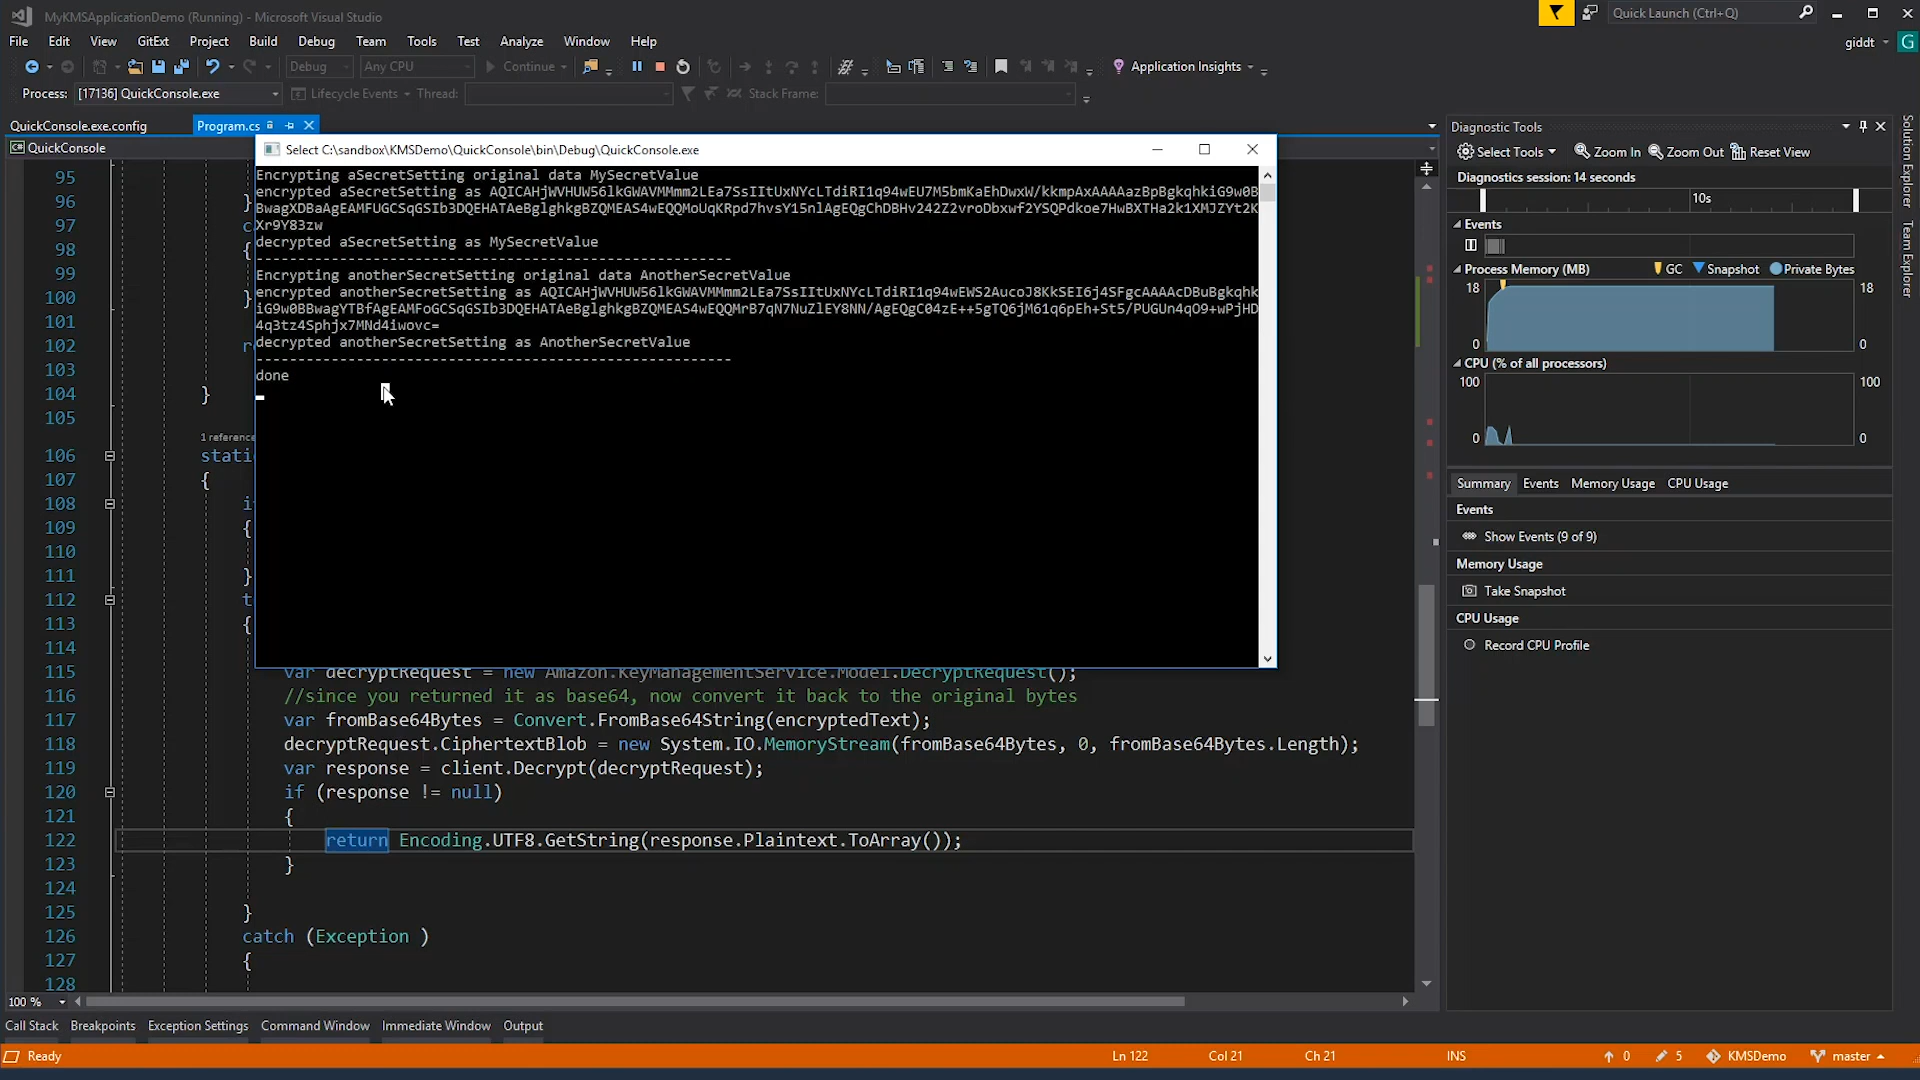 MyKMSApplicationDemo (Running) - Microsoft Visual Studio
Quick Launch (Ctrl+Q)
File Edit View GitExt Project Build Debug Team Tools Test Analyze Window Help
giddt G
Debug Any CPU Continue Application Insights
Process: [17136] QuickConsole.exe Lifecycle Events Thread: Stack Frame:
QuickConsole.exe.config Program.cs
QuickConsole
Select C:\sandbox\KMSDemo\QuickConsole\bin\Debug\QuickConsole.exe
Encrypting aSecretSetting original data MySecretValue
encrypted aSecretSetting as AQICAHjWVHUW56lkGWAVMMmm2LEa7SsIItUxNYcLTdiRI1q94wEU7M5bmKaEhDwxW/kkmpAxAAAAazBpBgkqhkiG9w0B
BwagXDBaAgEAMFUGCSqGSIb3DQEHATAeBglghkgBZQMEAS4wEQQMoUqKRpd7hvsY15nlAgEQgChDBHv242Z2vroDbxwf2YSQPdkoe7HwBXTHa2k1XMJZYt2K
Xr9Y83zw
decrypted aSecretSetting as MySecretValue
---------------------------------------------------------
Encrypting anotherSecretSetting original data AnotherSecretValue
encrypted anotherSecretSetting as AQICAHjWVHUW56lkGWAVMMmm2LEa7SsIItUxNYcLTdiRI1q94wEWS2AucoJ8KkSEI6j4SFgcAAAAcDBuBgkqhk
iG9w0BBwagYTBfAgEAMFoGCSqGSIb3DQEHATAeBglghkgBZQMEAS4wEQQMrB7qN7NuZlEY8NN/AgEQgC04zE++5gTQ6jM61q6pEh+St5/PUGUn4qO9+wPjHD
4q3tz4Sphjx7MNd4iwovc=
decrypted anotherSecretSetting as AnotherSecretValue
---------------------------------------------------------
done
95
96 }
97 c
98 {
99
100 }
101
102 r
103
104 }
105
1 reference
106 stati
107 {
108 i
109 {
110
111 }
112 t
113 {
114
115 var decryptRequest = new Amazon.KeyManagementService.Model.DecryptRequest();
116 //since you returned it as base64, now convert it back to the original bytes
117 var fromBase64Bytes = Convert.FromBase64String(encryptedText);
118 decryptRequest.CiphertextBlob = new System.IO.MemoryStream(fromBase64Bytes, 0, fromBase64Bytes.Length);
119 var response = client.Decrypt(decryptRequest);
120 if (response != null)
121 {
122 return Encoding.UTF8.GetString(response.Plaintext.ToArray());
123 }
124
125 }
126 catch (Exception )
127 {
128
100 %
Diagnostic Tools
Select Tools Zoom In Zoom Out Reset View
Diagnostics session: 14 seconds
10s
Events
Process Memory (MB) GC Snapshot Private Bytes
18 18
0 0
CPU (% of all processors)
100 100
0 0
Summary Events Memory Usage CPU Usage
Events
Show Events (9 of 9)
Memory Usage
Take Snapshot
CPU Usage
Record CPU Profile
Solution Explorer
Team Explorer
Call Stack Breakpoints Exception Settings Command Window Immediate Window Output
Ready Ln 122 Col 21 Ch 21 INS 0 5 KMSDemo master